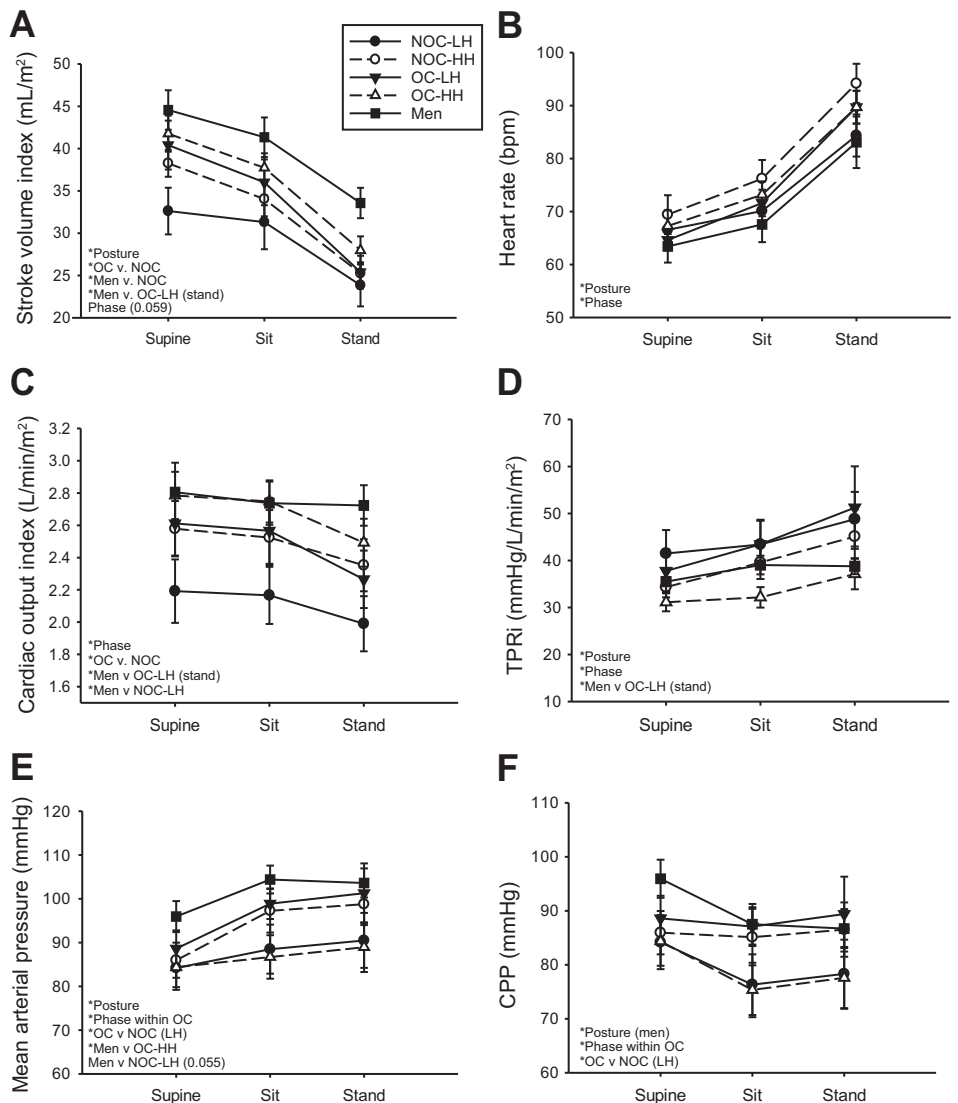 A
Stroke volume index (mL/m²)
50
45
40
35
30
25
20
*Posture
*OC v. NOC
*Men v. NOC
*Men v. OC-LH (stand)
Phase (0.059)
Supine Sit Stand
NOC-LH
NOC-HH
OC-LH
OC-HH
Men
B
Heart rate (bpm)
100
90
80
70
60
50
*Posture
*Phase
Supine Sit Stand
C
Cardiac output index (L/min/m²)
3.2
3.0
2.8
2.6
2.4
2.2
2.0
1.8
1.6
*Phase
*OC v. NOC
*Men v OC-LH (stand)
*Men v NOC-LH
Supine Sit Stand
D
TPRi (mmHg/L/min/m²)
70
60
50
40
30
20
10
*Posture
*Phase
*Men v OC-LH (stand)
Supine Sit Stand
E
Mean arterial pressure (mmHg)
120
110
100
90
80
70
60
*Posture
*Phase within OC
*OC v NOC (LH)
*Men v OC-HH
Men v NOC-LH (0.055)
Supine Sit Stand
F
CPP (mmHg)
110
100
90
80
70
60
*Posture (men)
*Phase within OC
*OC v NOC (LH)
Supine Sit Stand